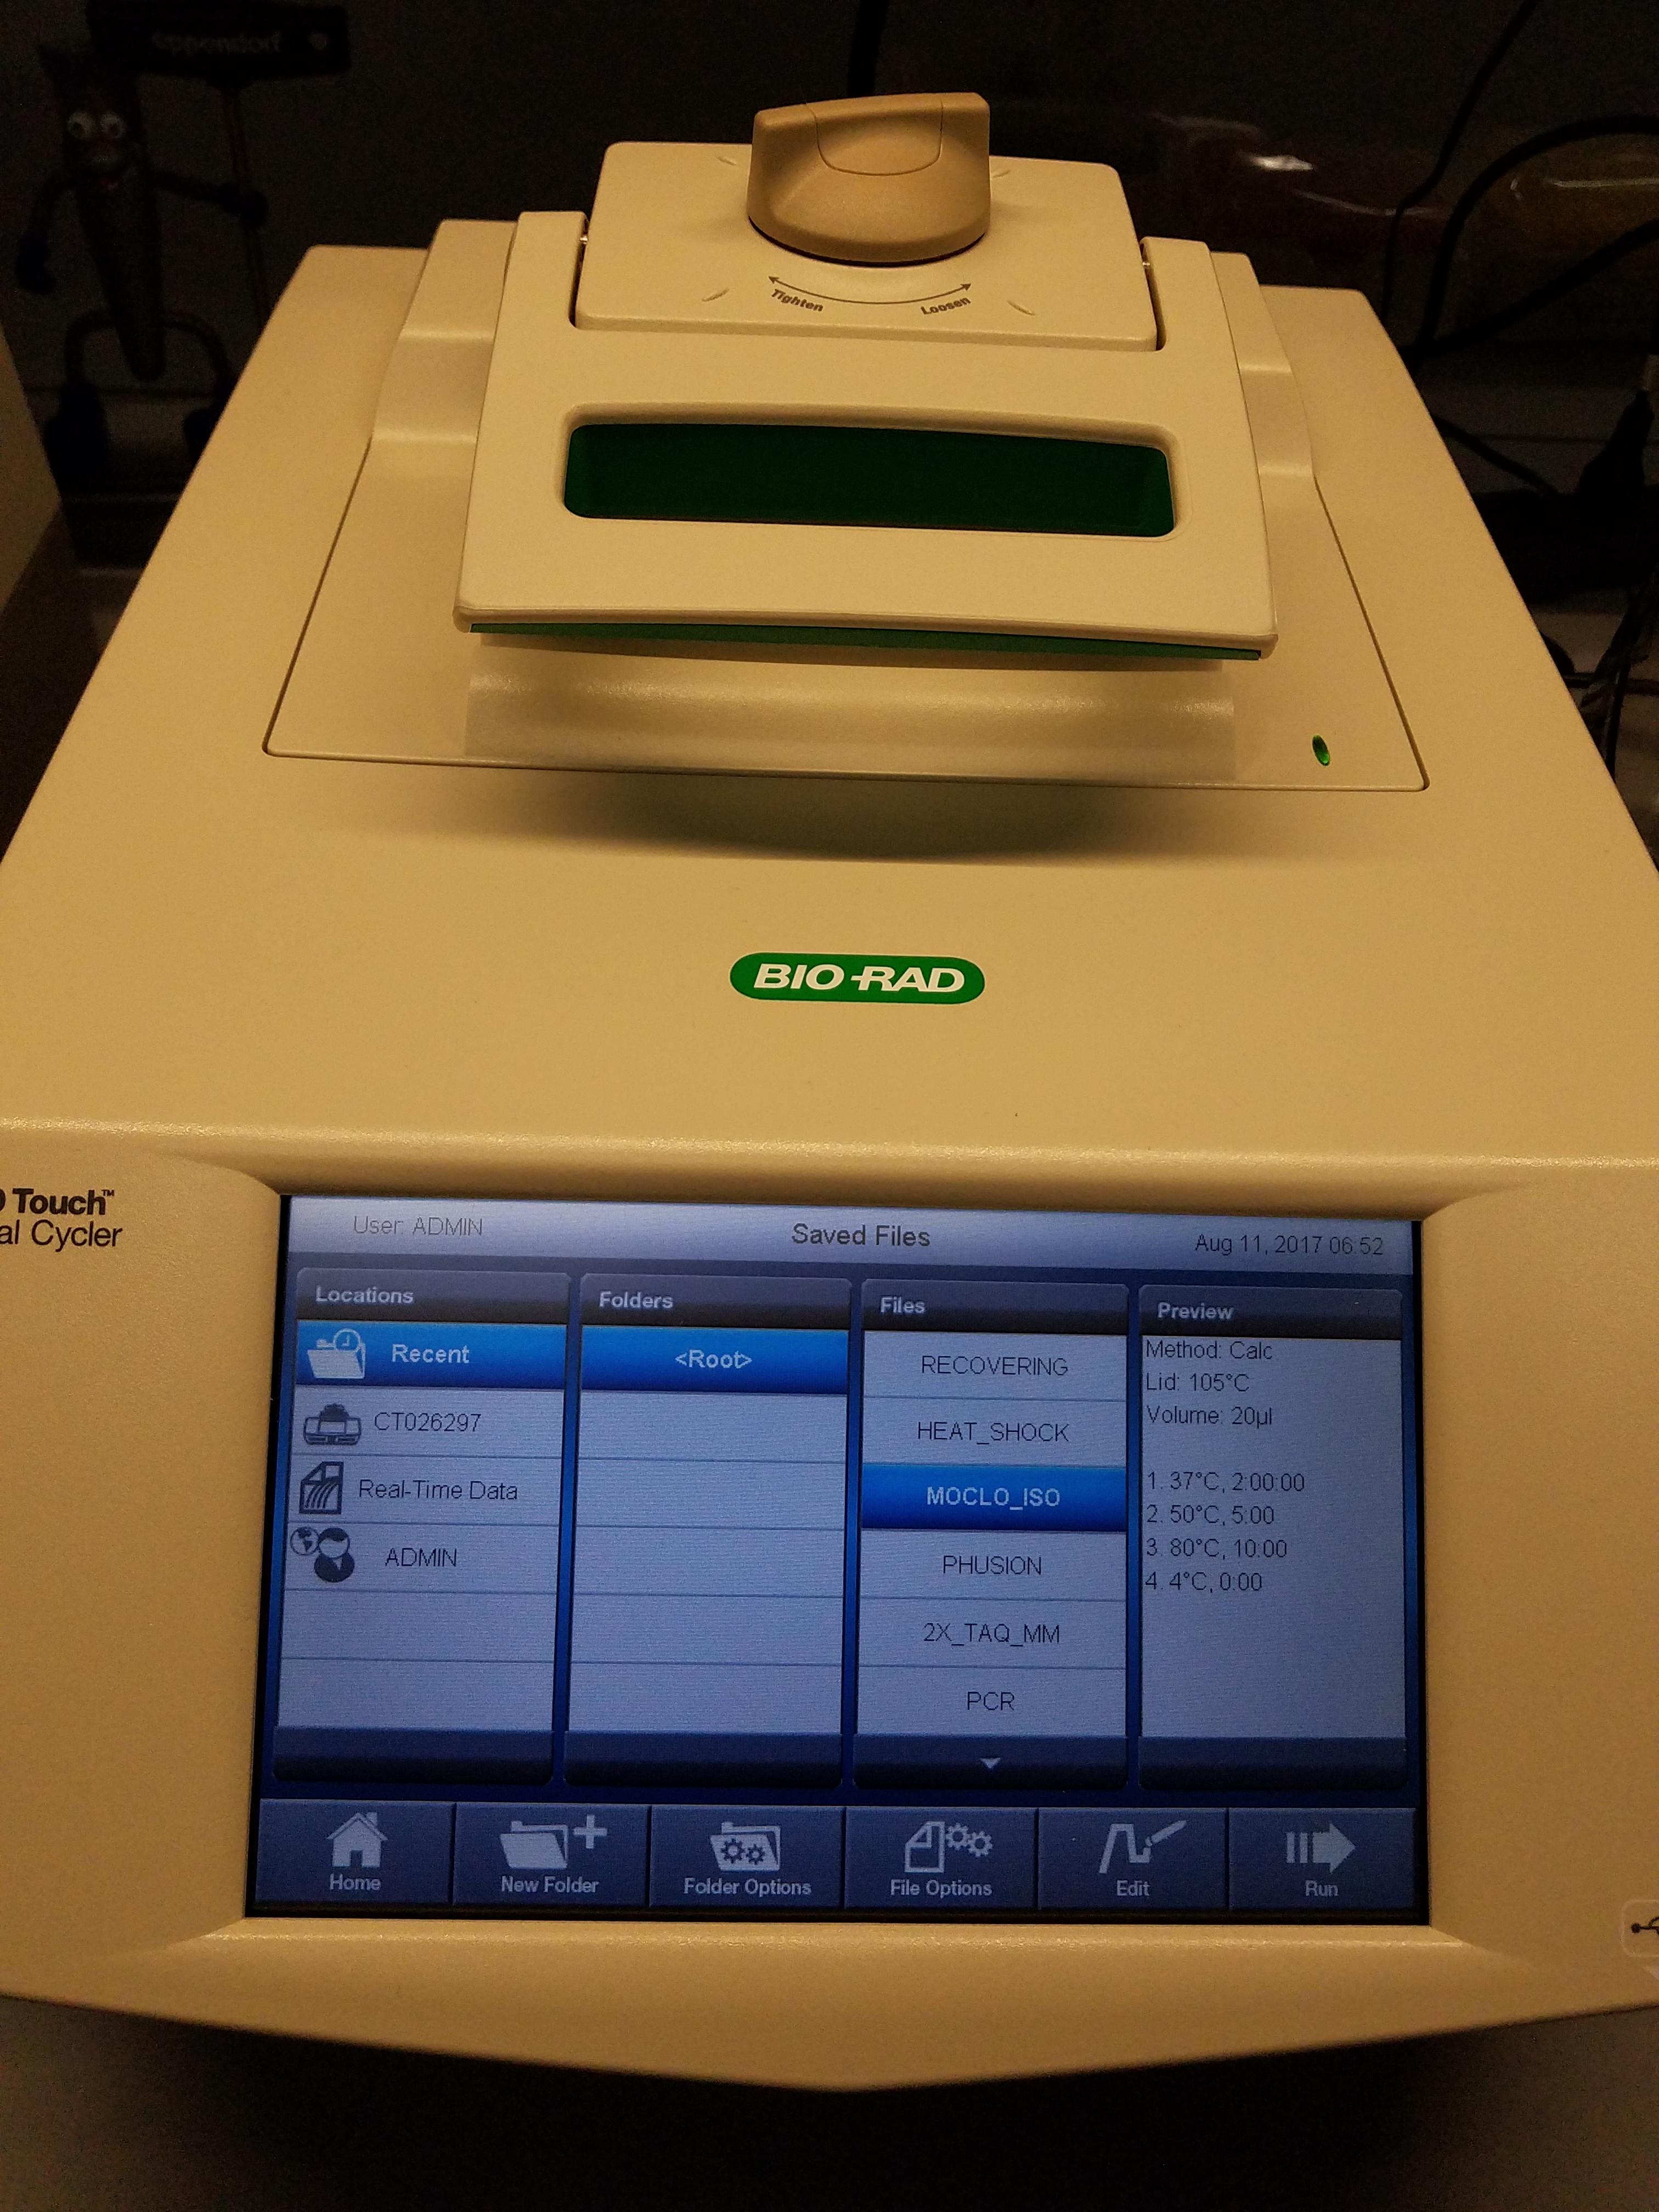 eppendorf
Tighten
Loosen
BIO-RAD
Touch™
al Cycler
User: ADMIN
Saved Files
Aug 11, 2017 06:52
Locations
Recent
CT026297
Real-Time Data
ADMIN
Folders
<Root>
Files
RECOVERING
HEAT_SHOCK
MOCLO_ISO
PHUSION
2X_TAQ_MM
PCR
Preview
Method: Calc
Lid: 105°C
Volume: 20µl
1. 37°C, 2:00:00
2. 50°C, 5:00
3. 80°C, 10:00
4. 4°C, 0:00
Home
New Folder
Folder Options
File Options
Edit
Run